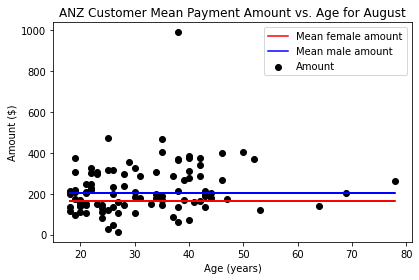 ANZ Customer Mean Payment Amount vs. Age for August
Mean female amount
Mean male amount
Amount
Amount ($)
1000
800
600
400
200
0
20 30 40 50 60 70 80
Age (years)